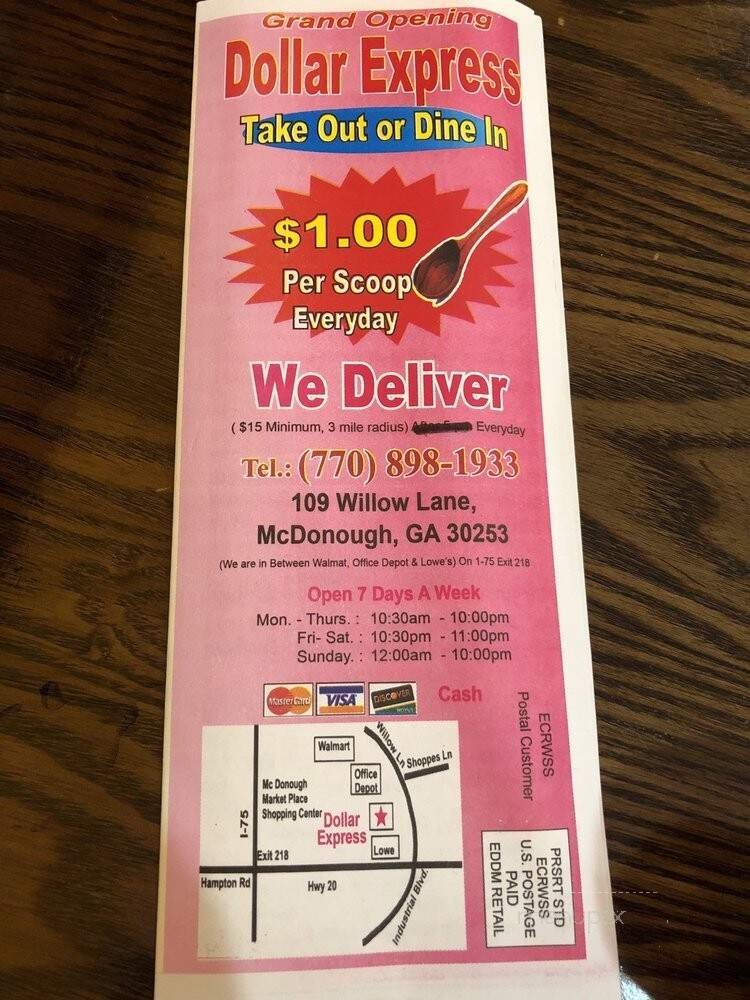 Grand Opening
Dollar Express
Take Out or Dine In
$1.00
Per Scoop
Everyday
We Deliver
( $15 Minimum, 3 mile radius) Everyday
Tel.: (770) 898-1933
109 Willow Lane,
McDonough, GA 30253
(We are in Between Walmat, Office Depot & Lowe's) On 1-75 Exit 218
Open 7 Days A Week
Mon. - Thurs. : 10:30am - 10:00pm
Fri- Sat. : 10:30pm - 11:00pm
Sunday. : 12:00am - 10:00pm
MasterCard
VISA
DISCOVER
NOVUS
Cash
ECRWSS
Postal Customer
Walmart
Willow Ln
Shoppes Ln
Office
Depot
Mc Donough
Market Place
Shopping Center
Dollar
Express
I-75
Exit 218
Lowe
Hampton Rd
Hwy 20
Industrial Blvd.
PRSRT STD
ECRWSS
U.S. POSTAGE
PAID
EDDM RETAIL